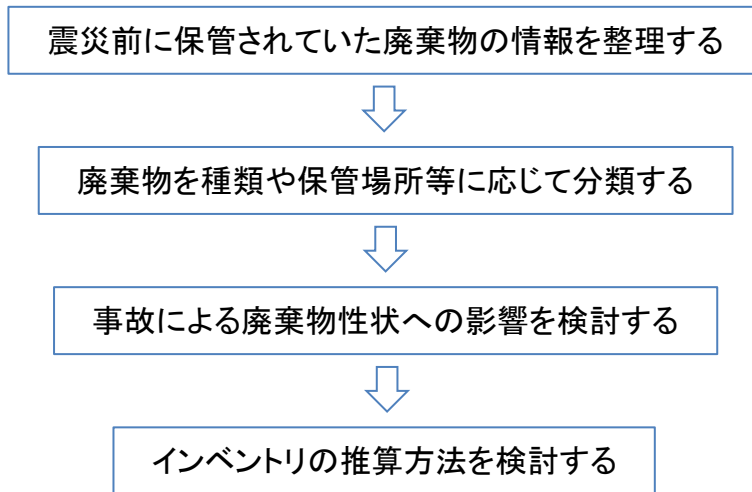 震災前に保管されていた廃棄物の情報を整理する
廃棄物を種類や保管場所等に応じて分類する
事故による廃棄物性状への影響を検討する
インベントリの推算方法を検討する